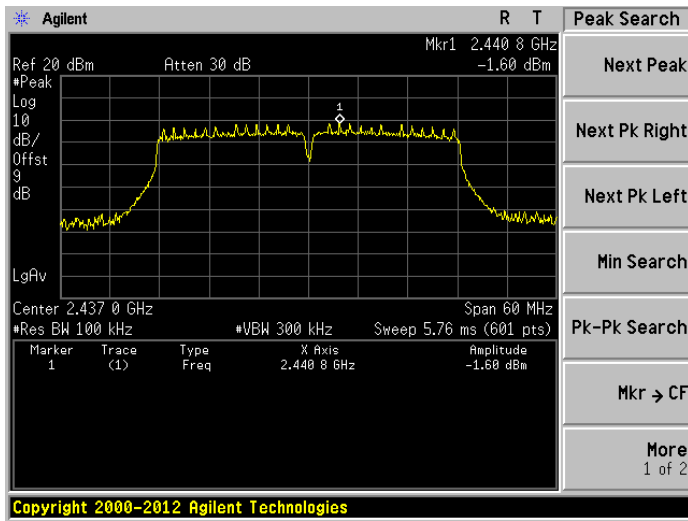 Agilent R T Peak Search
Mkr1 2.440 8 GHz
Ref 20 dBm Atten 30 dB -1.60 dBm
#Peak
Log
10
dB/
Offst
9
dB
LgAv
1
Center 2.437 0 GHz Span 60 MHz
#Res BW 100 kHz #VBW 300 kHz Sweep 5.76 ms (601 pts)
Marker Trace Type X Axis Amplitude
1 (1) Freq 2.440 8 GHz -1.60 dBm
Copyright 2000-2012 Agilent Technologies
Next Peak
Next Pk Right
Next Pk Left
Min Search
Pk-Pk Search
Mkr → CF
More
1 of 2